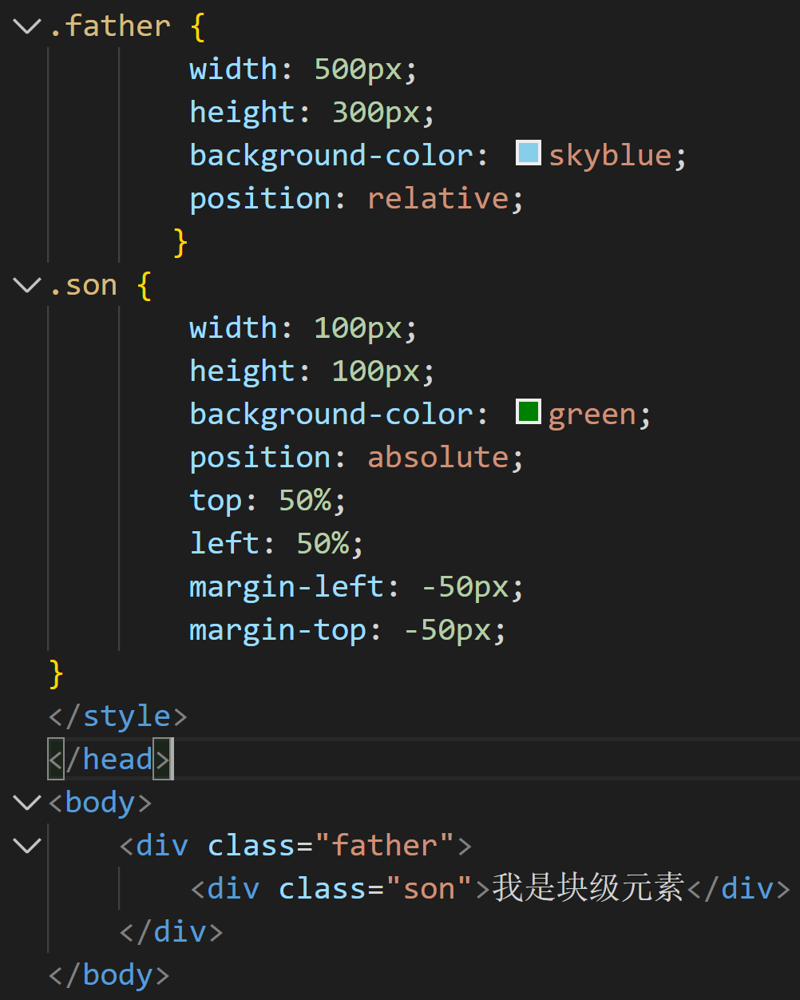 .father {
width: 500px;
height: 300px;
background-color: skyblue;
position: relative;
}
.son {
width: 100px;
height: 100px;
background-color: green;
position: absolute;
top: 50%;
left: 50%;
margin-left: -50px;
margin-top: -50px;
}
</style>
</head>
<body>
<div class="father">
<div class="son">我是块级元素</div>
</div>
</body>